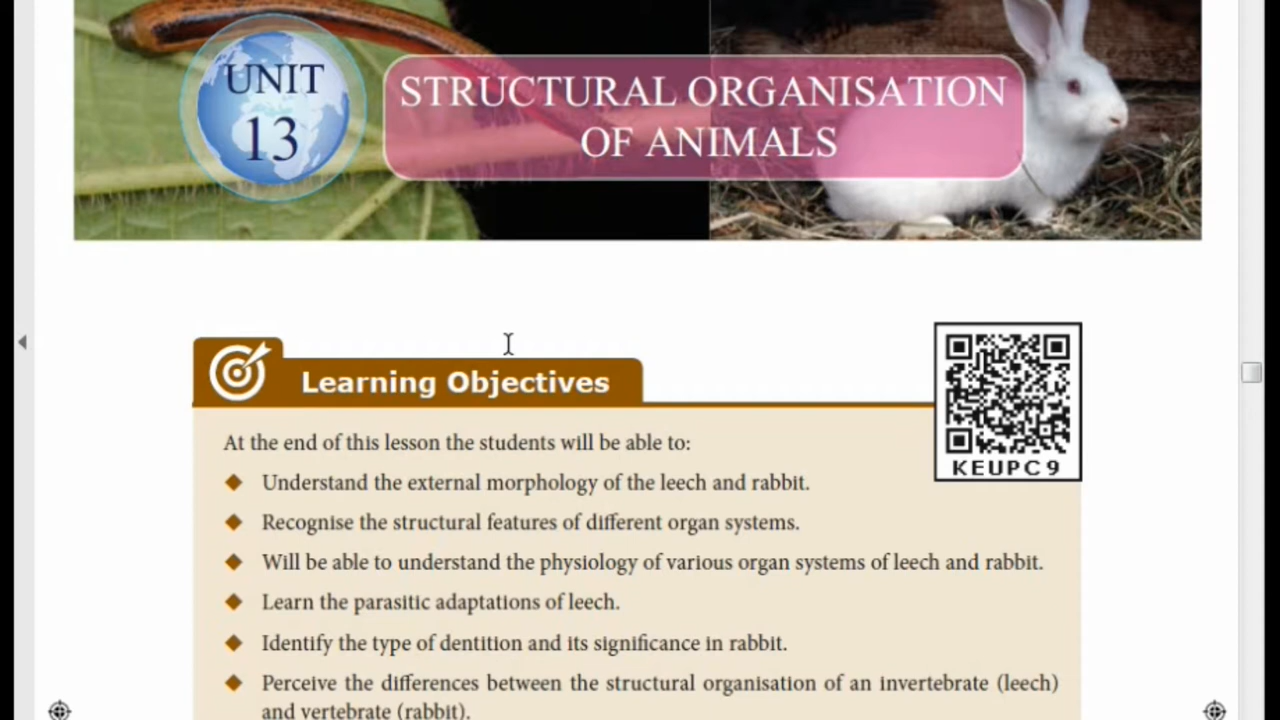 UNIT
13
STRUCTURAL ORGANISATION
OF ANIMALS
Learning Objectives
KEUPC9
At the end of this lesson the students will be able to:
◆ Understand the external morphology of the leech and rabbit.
◆ Recognise the structural features of different organ systems.
◆ Will be able to understand the physiology of various organ systems of leech and rabbit.
◆ Learn the parasitic adaptations of leech.
◆ Identify the type of dentition and its significance in rabbit.
◆ Perceive the differences between the structural organisation of an invertebrate (leech)
and vertebrate (rabbit).